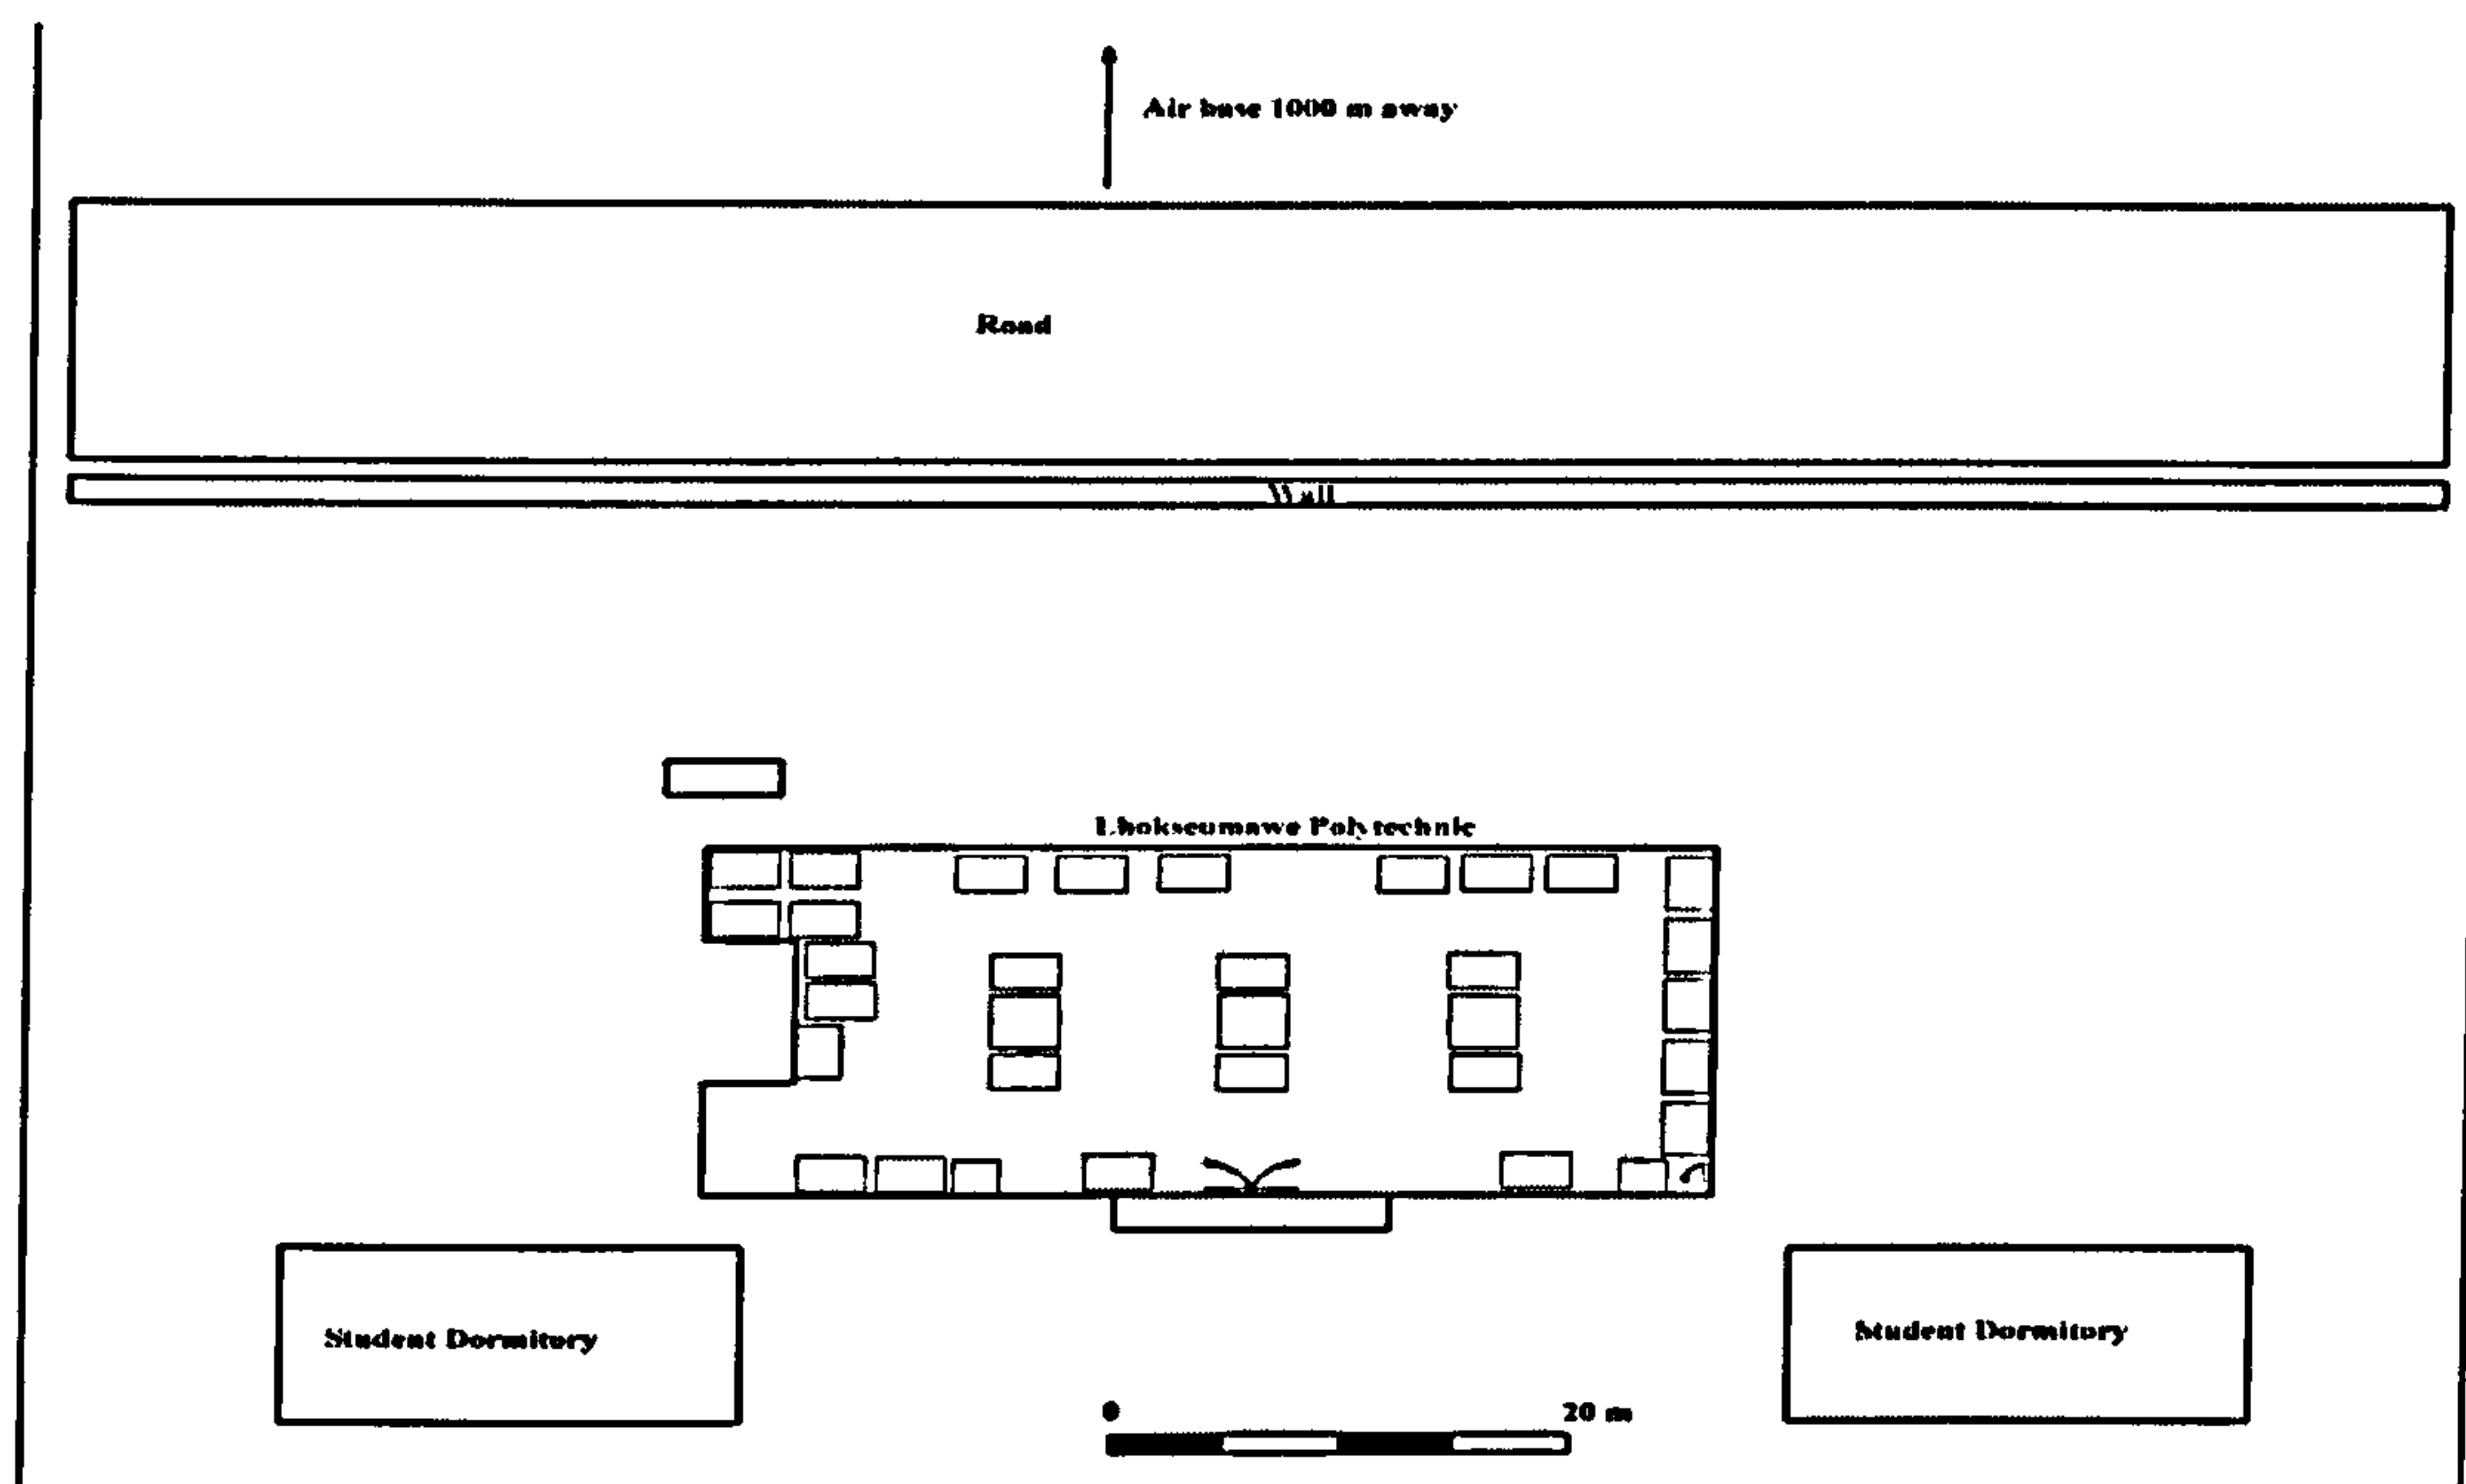 Air base 1000 m away
Road
Wall
Lhokseumawe Polytechnic
Student Dormitory
Student Dormitory
0 20 m